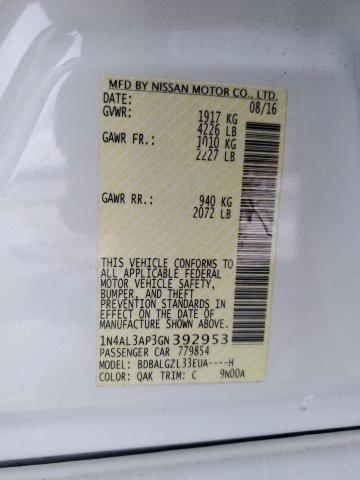 MFD BY NISSAN MOTOR CO., LTD.
DATE: 08/16
GVWR: 1917 KG
4226 LB
GAWR FR.: 1010 KG
2227 LB
GAWR RR.: 940 KG
2072 LB
THIS VEHICLE CONFORMS TO
ALL APPLICABLE FEDERAL
MOTOR VEHICLE SAFETY,
BUMPER, AND THEFT
PREVENTION STANDARDS IN
EFFECT ON THE DATE OF
MANUFACTURE SHOWN ABOVE.
1N4AL3AP3GN392953
PASSENGER CAR 779854
MODEL: BDBALGZL33EUA----H
COLOR: QAK TRIM: C 9N00A